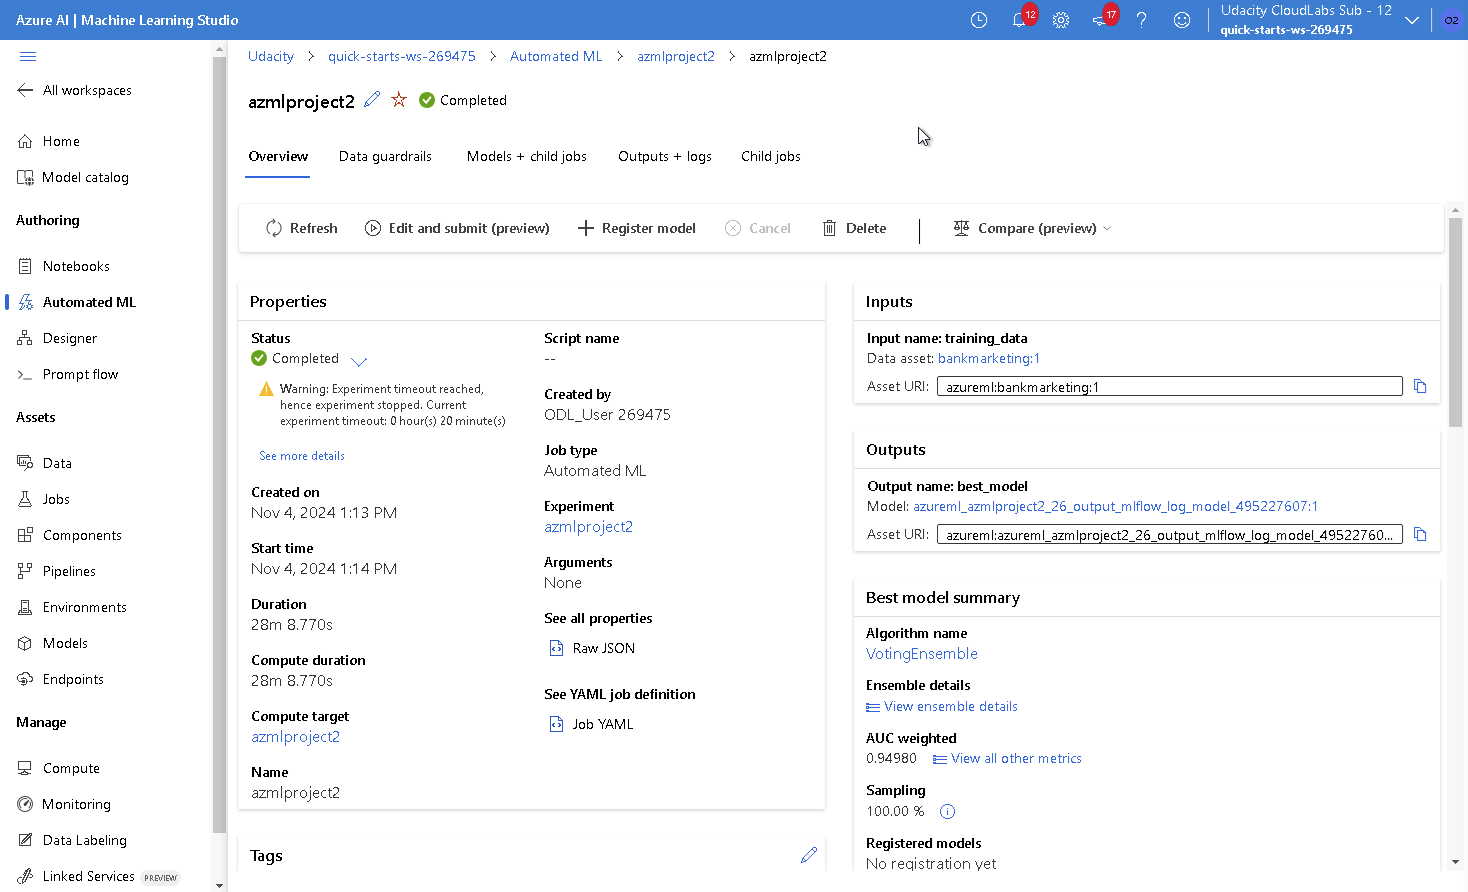 Azure AI | Machine Learning Studio
12
17
?
Udacity CloudLabs Sub - 12
quick-starts-ws-269475
O2
All workspaces
Home
Model catalog
Authoring
Notebooks
Automated ML
Designer
Prompt flow
Assets
Data
Jobs
Components
Pipelines
Environments
Models
Endpoints
Manage
Compute
Monitoring
Data Labeling
Linked Services PREVIEW
Udacity > quick-starts-ws-269475 > Automated ML > azmlproject2 > azmlproject2
azmlproject2 Completed
Overview Data guardrails Models + child jobs Outputs + logs Child jobs
Refresh Edit and submit (preview) Register model Cancel Delete Compare (preview)
Properties
Status
Completed
Warning: Experiment timeout reached,
hence experiment stopped. Current
experiment timeout: 0 hour(s) 20 minute(s)
See more details
Created on
Nov 4, 2024 1:13 PM
Start time
Nov 4, 2024 1:14 PM
Duration
28m 8.770s
Compute duration
28m 8.770s
Compute target
azmlproject2
Name
azmlproject2
Script name
--
Created by
ODL_User 269475
Job type
Automated ML
Experiment
azmlproject2
Arguments
None
See all properties
Raw JSON
See YAML job definition
Job YAML
Tags
Inputs
Input name: training_data
Data asset: bankmarketing:1
Asset URI: azureml:bankmarketing:1
Outputs
Output name: best_model
Model: azureml_azmlproject2_26_output_mlflow_log_model_495227607:1
Asset URI: azureml:azureml_azmlproject2_26_output_mlflow_log_model_49522760...
Best model summary
Algorithm name
VotingEnsemble
Ensemble details
View ensemble details
AUC weighted
0.94980 View all other metrics
Sampling
100.00 %
Registered models
No registration yet